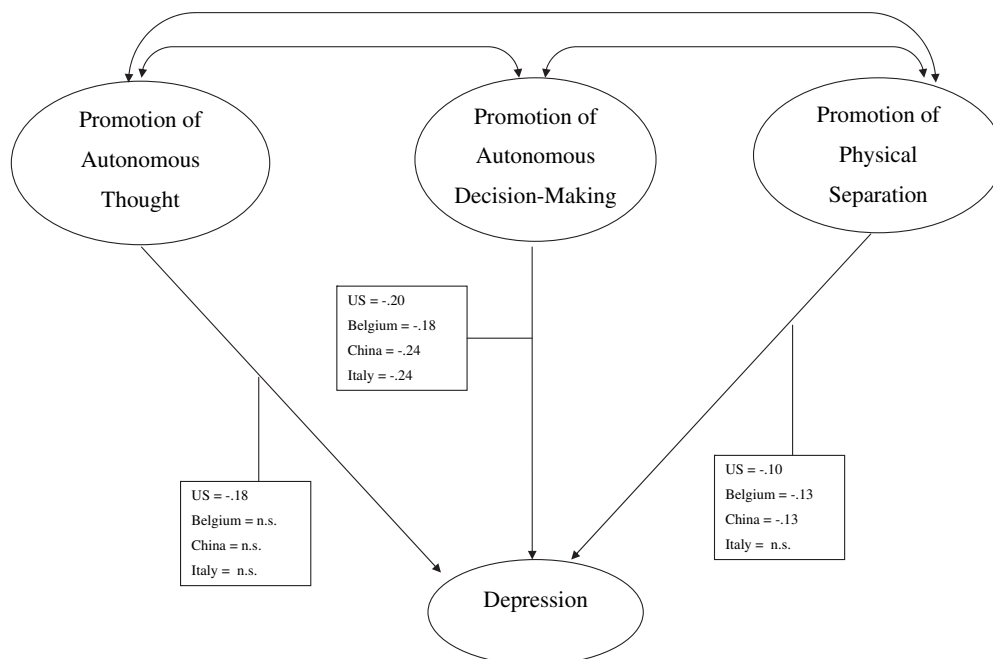 Promotion of
Autonomous
Thought
Promotion of
Autonomous
Decision-Making
Promotion of
Physical
Separation
US = -.20
Belgium = -.18
China = -.24
Italy = -.24
US = -.18
Belgium = n.s.
China = n.s.
Italy = n.s.
US = -.10
Belgium = -.13
China = -.13
Italy = n.s.
Depression